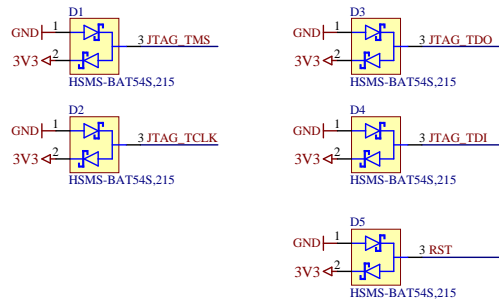 D1
GND 1
3 JTAG_TMS
3V3 2
HSMS-BAT54S,215
D3
GND 1
3 JTAG_TDO
3V3 2
HSMS-BAT54S,215
D2
GND 1
3 JTAG_TCLK
3V3 2
HSMS-BAT54S,215
D4
GND 1
3 JTAG_TDI
3V3 2
HSMS-BAT54S,215
D5
GND 1
3 RST
3V3 2
HSMS-BAT54S,215